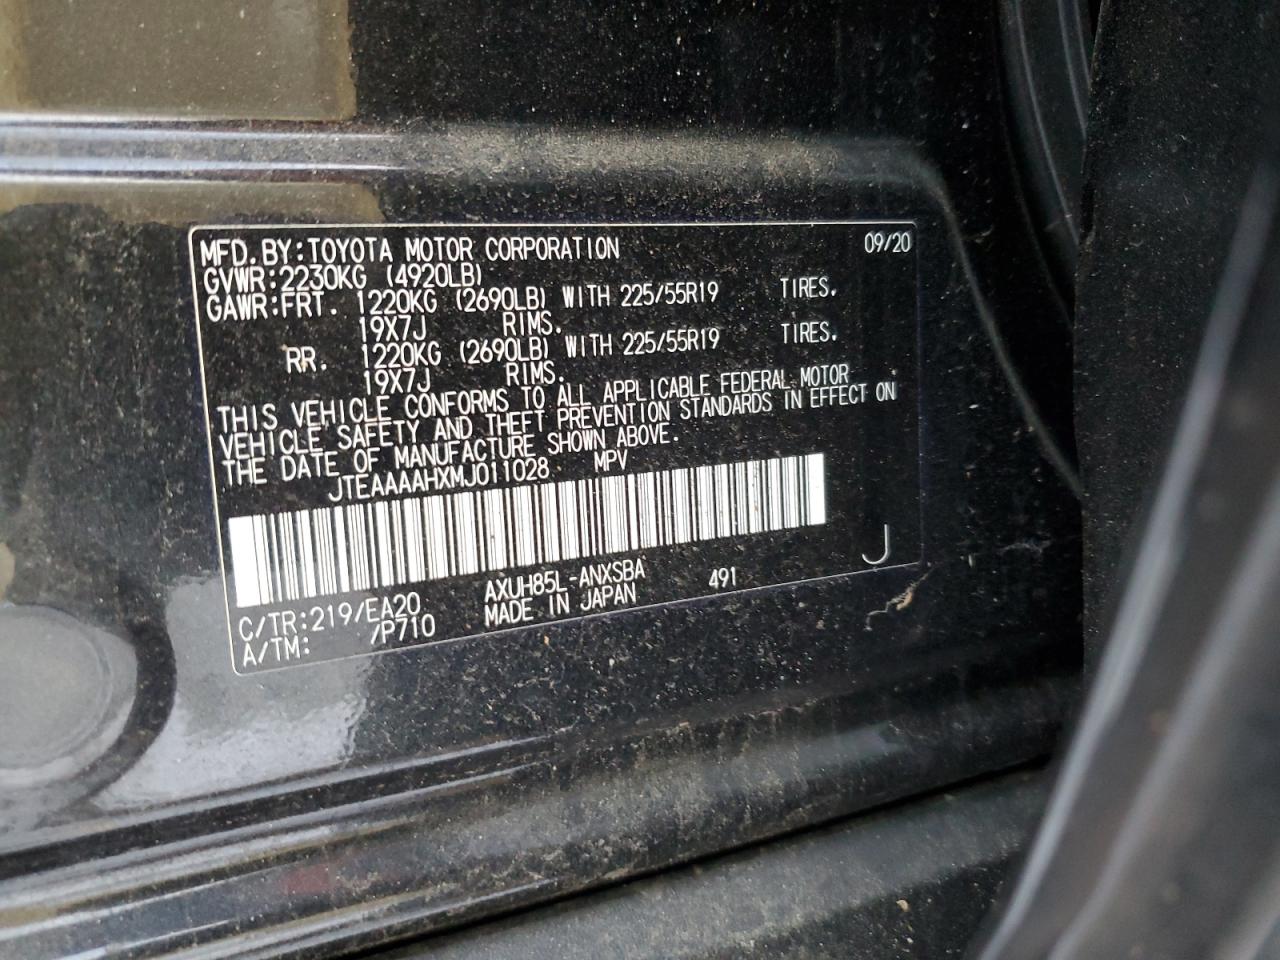 MFD.BY:TOYOTA MOTOR CORPORATION 09/20
GVWR:2230KG (4920LB)
GAWR:FRT. 1220KG (2690LB) WITH 225/55R19 TIRES.
19X7J RIMS.
RR. 1220KG (2690LB) WITH 225/55R19 TIRES.
19X7J RIMS.
THIS VEHICLE CONFORMS TO ALL APPLICABLE FEDERAL MOTOR
VEHICLE SAFETY AND THEFT PREVENTION STANDARDS IN EFFECT ON
THE DATE OF MANUFACTURE SHOWN ABOVE.
JTEAAAAHXMJ011028 MPV
C/TR:219/EA20 AXUH85L-ANXSBA 491 J
A/TM: /P710 MADE IN JAPAN